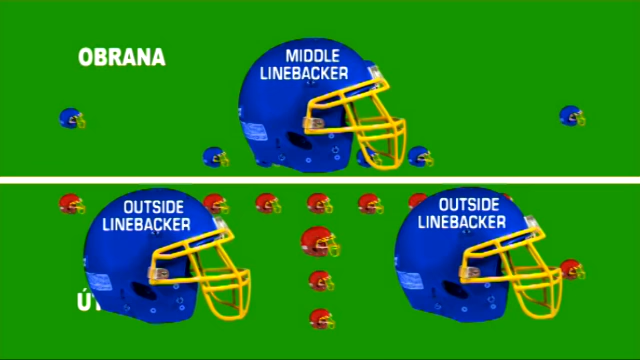 OBRANA
MIDDLE
LINEBACKER
OUTSIDE
LINEBACKER
OUTSIDE
LINEBACKER